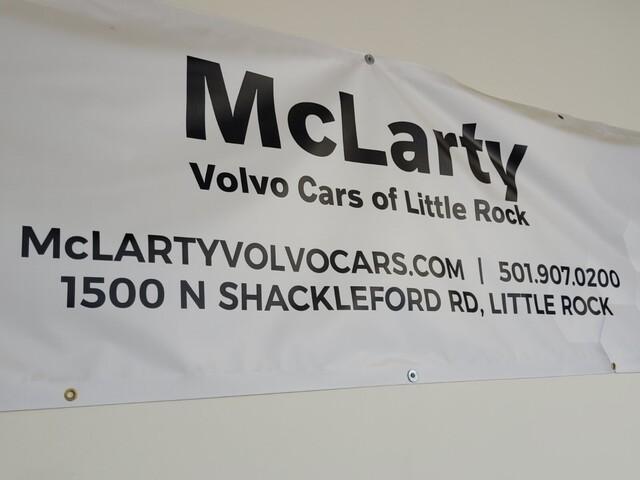 McLarty
Volvo Cars of Little Rock
McLARTYVOLVOCARS.COM | 501.907.0200
1500 N SHACKLEFORD RD, LITTLE ROCK